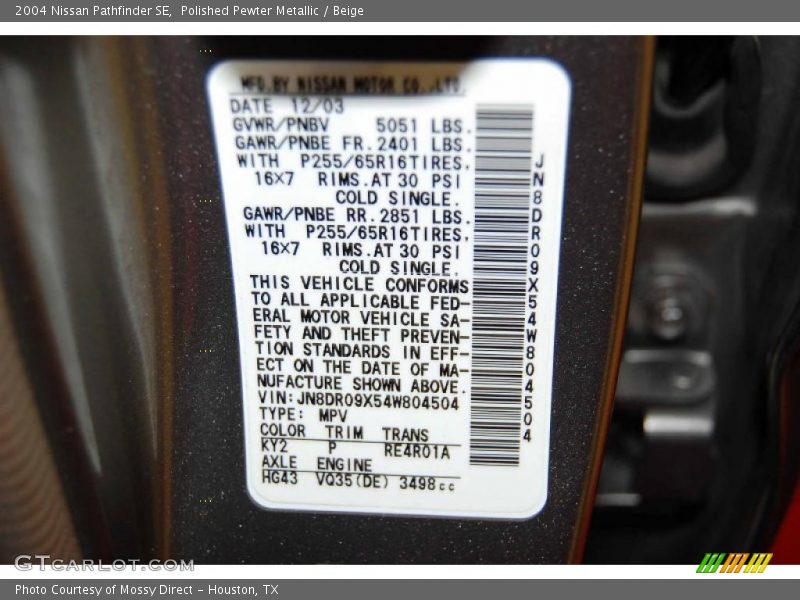 2004 Nissan Pathfinder SE, Polished Pewter Metallic / Beige
MFD.BY NISSAN MOTOR CO.,LTD.
DATE 12/03
GVWR/PNBV 5051 LBS.
GAWR/PNBE FR.2401 LBS.
WITH P255/65R16TIRES,
16×7 RIMS.AT 30 PSI
COLD SINGLE.
GAWR/PNBE RR.2851 LBS.
WITH P255/65R16TIRES,
16×7 RIMS.AT 30 PSI
COLD SINGLE.
THIS VEHICLE CONFORMS
TO ALL APPLICABLE FED-
ERAL MOTOR VEHICLE SA-
FETY AND THEFT PREVEN-
TION STANDARDS IN EFF-
ECT ON THE DATE OF MA-
NUFACTURE SHOWN ABOVE.
VIN:JN8DR09X54W804504
TYPE: MPV
COLOR TRIM TRANS
KY2 P RE4R01A
AXLE ENGINE
HG43 VQ35(DE) 3498cc
JN8DR09X54W804504
GTcarlot.com
Photo Courtesy of Mossy Direct - Houston, TX